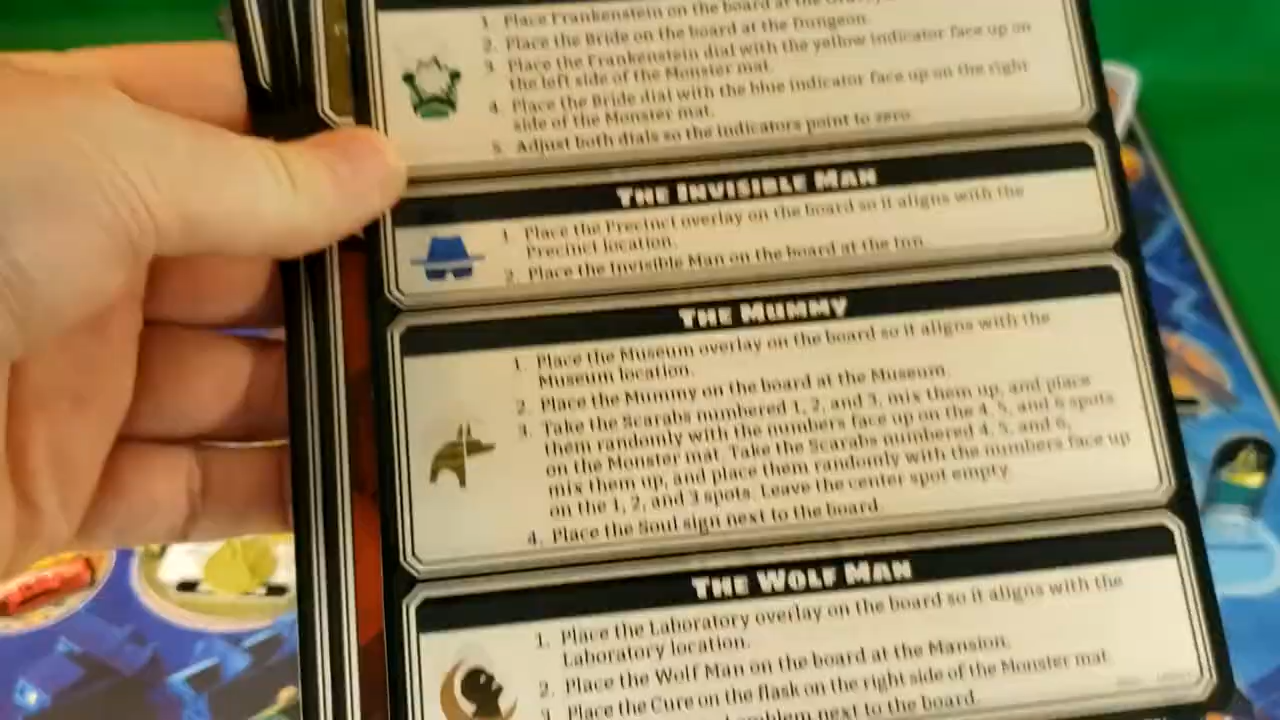 1. Place Frankenstein on the board at the
2. Place the Bride on the board at the Dungeon.
3. Place the Frankenstein dial with the yellow indicator face up on
the left side of the Monster mat.
4. Place the Bride dial with the blue indicator face up on the right
side of the Monster mat.
5. Adjust both dials so the indicators point to zero.
THE INVISIBLE MAN
1. Place the Precinct overlay on the board so it aligns with the
Precinct location.
2. Place the Invisible Man on the board at the Inn.
THE MUMMY
1. Place the Museum overlay on the board so it aligns with the
Museum location.
2. Place the Mummy on the board at the Museum.
3. Take the Scarabs numbered 1, 2, and 3, mix them up, and place
them randomly with the numbers face up on the 4, 5, and 6 spots
on the Monster mat. Take the Scarabs numbered 4, 5, and 6,
mix them up, and place them randomly with the numbers face up
on the 1, 2, and 3 spots. Leave the center spot empty.
4. Place the Soul sign next to the board.
THE WOLF MAN
1. Place the Laboratory overlay on the board so it aligns with the
Laboratory location.
2. Place the Wolf Man on the board at the Mansion.
3. Place the Cure on the flask on the right side of the Monster mat.
emblem next to the board.